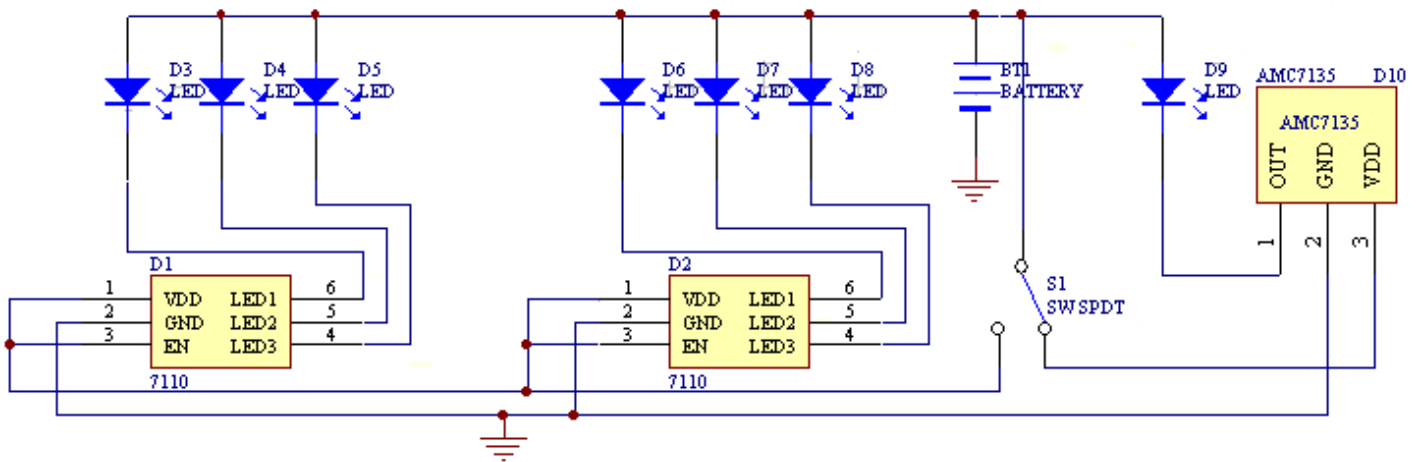 D3
LED
D4
LED
D5
LED
D6
LED
D7
LED
D8
LED
BT1
BATTERY
D9
LED
AMC7135
D10
AMC7135
OUT
GND
VDD
1
2
3
D1
1
2
3
VDD
GND
EN
LED1
LED2
LED3
6
5
4
7110
D2
1
2
3
VDD
GND
EN
LED1
LED2
LED3
6
5
4
7110
S1
SWSPDT